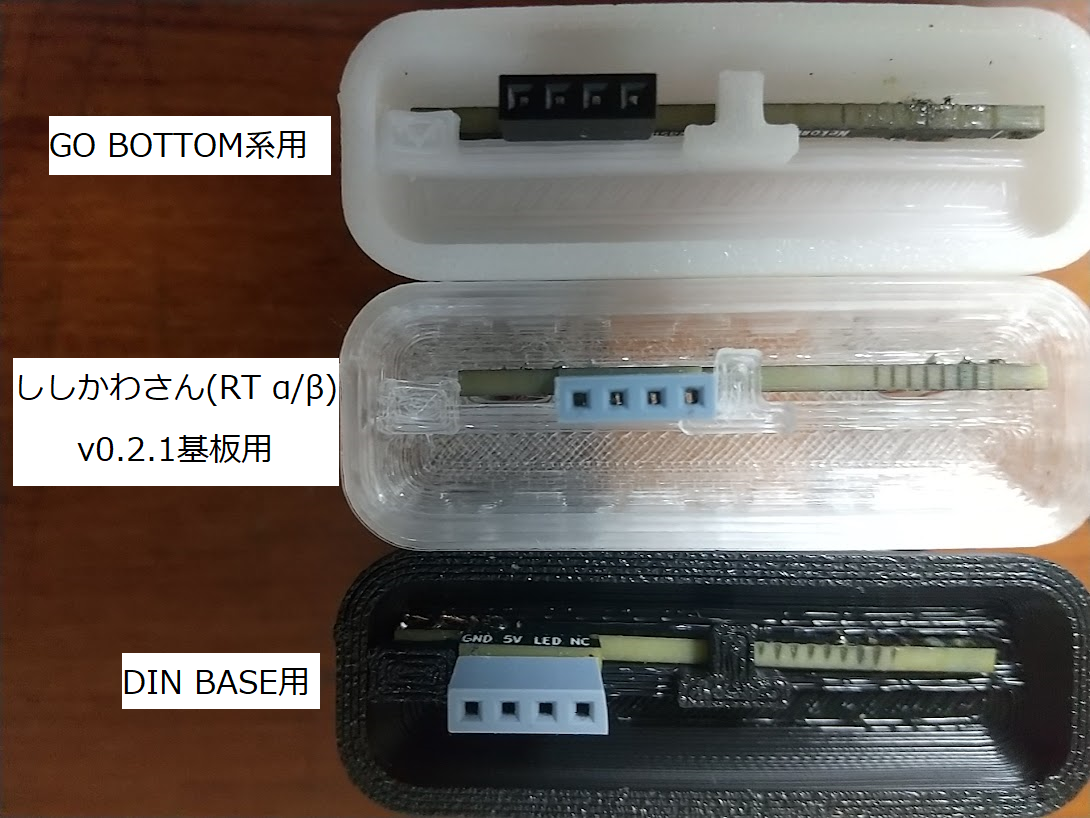 GO BOTTOM系用
ししかわさん(RT α/β)
v0.2.1基板用
GND 5V LED NC
DIN BASE用